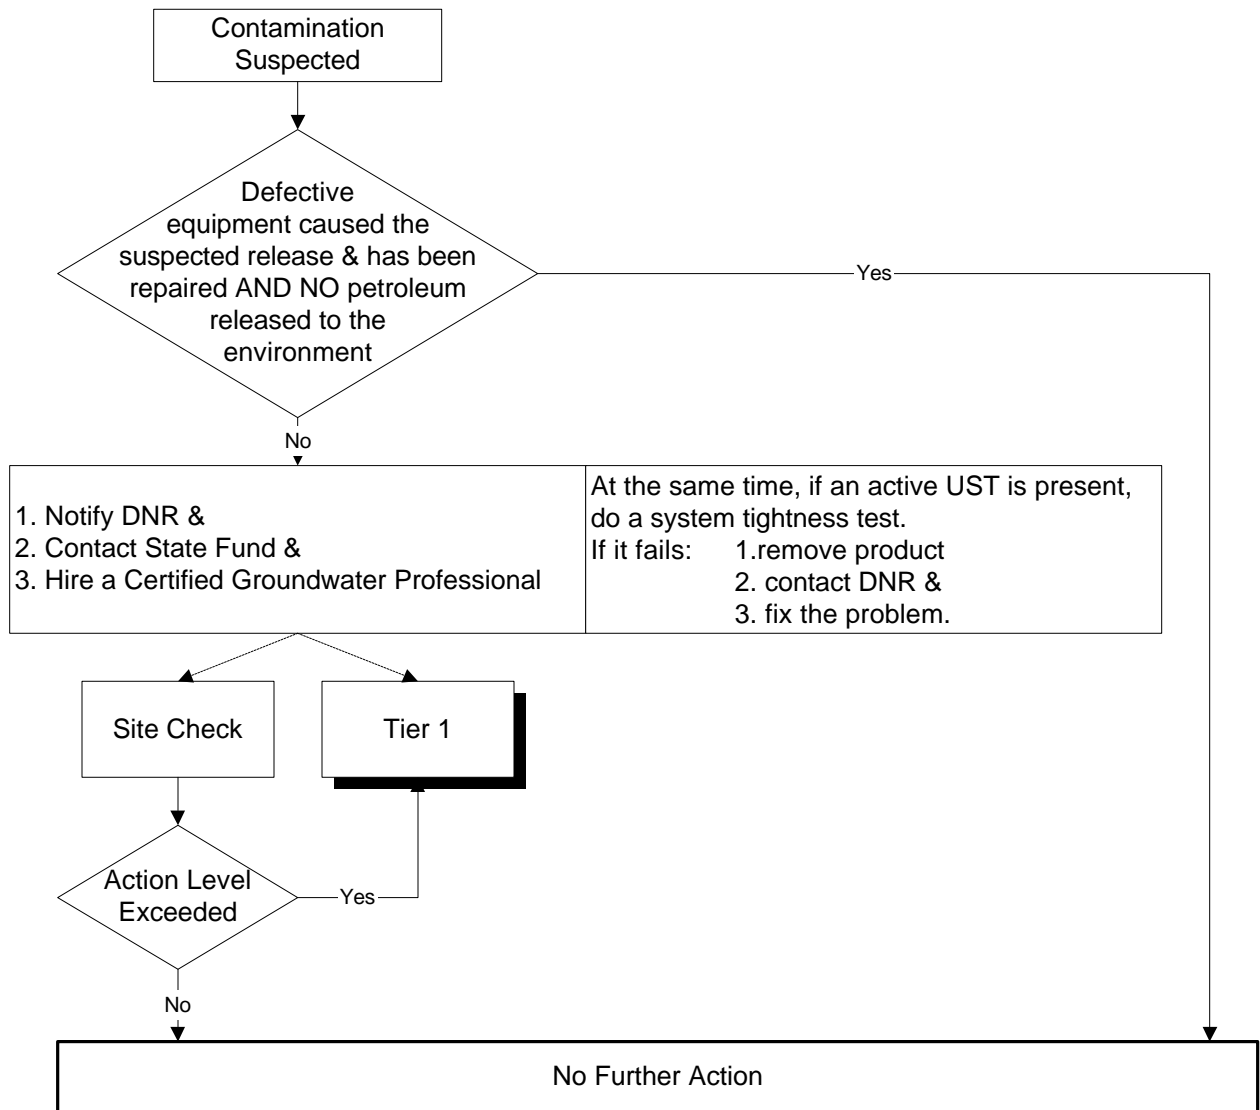 Contamination
Suspected
Defective
equipment caused the
suspected release & has been
repaired AND NO petroleum
released to the
environment
Yes
No
1. Notify DNR &
2. Contact State Fund &
3. Hire a Certified Groundwater Professional
At the same time, if an active UST is present,
do a system tightness test.
If it fails: 1.remove product
2. contact DNR &
3. fix the problem.
Site Check
Tier 1
Action Level
Exceeded
Yes
No
No Further Action